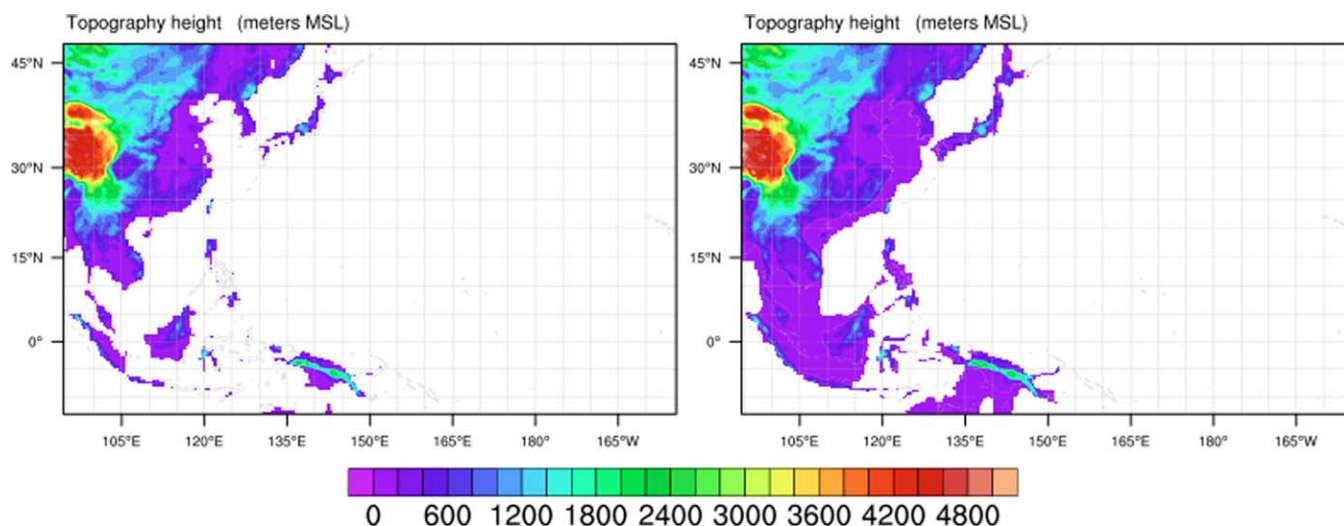 Topography height (meters MSL) Topography height (meters MSL)
45°N 45°N
30°N 30°N
15°N 15°N
0° 0°
105°E 120°E 135°E 150°E 165°E 180° 165°W 105°E 120°E 135°E 150°E 165°E 180° 165°W
0 600 1200 1800 2400 3000 3600 4200 4800